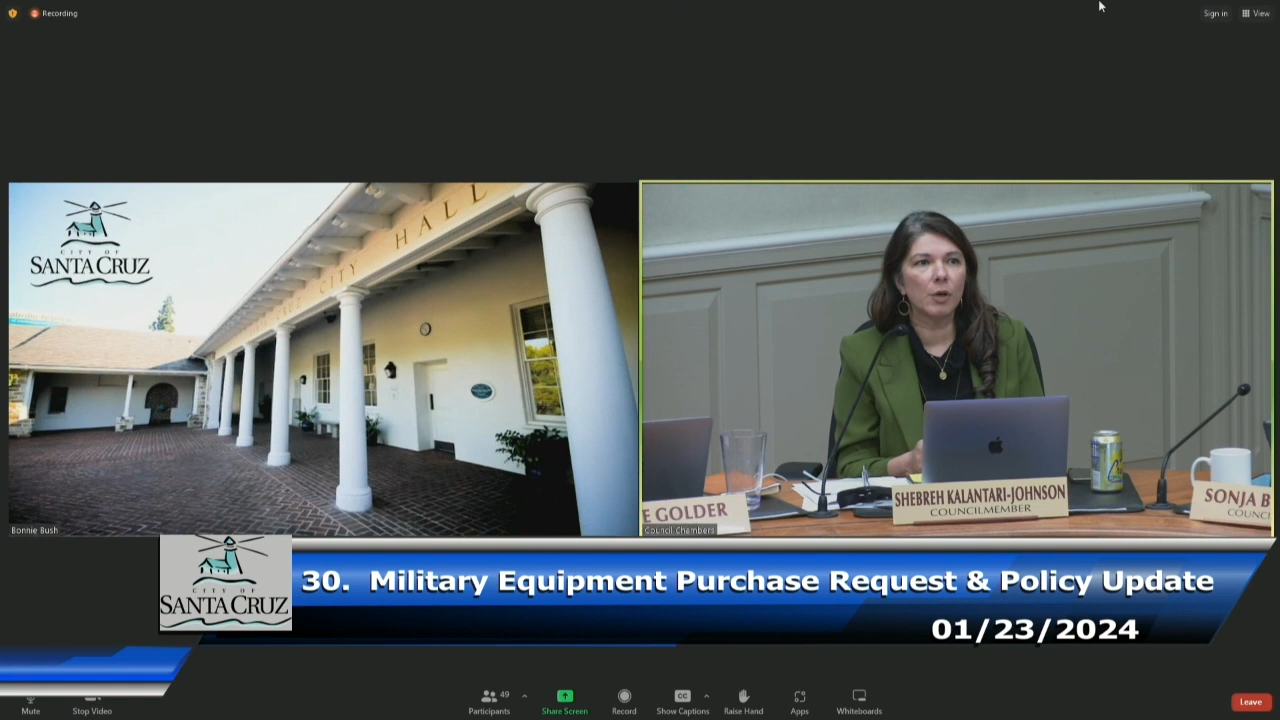 Recording
Sign in
View
CITY OF
SANTA CRUZ
CITY HALL
Bonnie Bush
E GOLDER
SHEBREH KALANTARI-JOHNSON
COUNCILMEMBER
SONJA B
COUNCI
Council Chambers
CITY OF
SANTA CRUZ
30. Military Equipment Purchase Request & Policy Update
01/23/2024
Mute
Stop Video
49
Participants
Share Screen
Record
CC
Show Captions
Raise Hand
Apps
Whiteboards
Leave